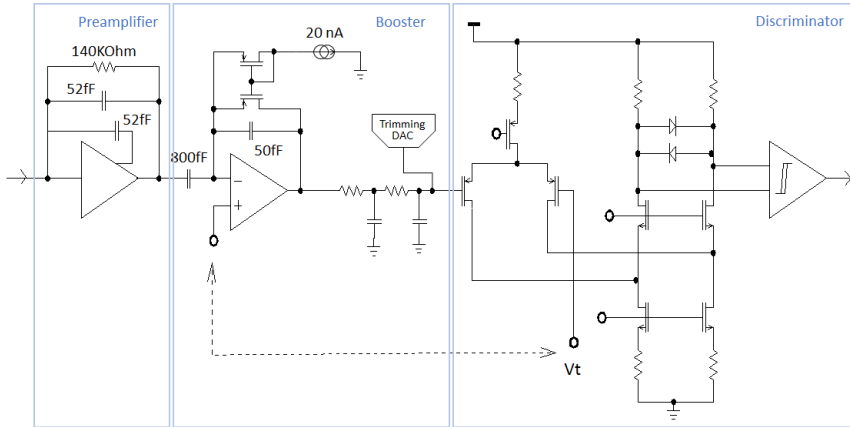 Preamplifier
Booster
Discriminator
140KOhm
20 nA
52fF
52fF
Trimming
DAC
800fF
50fF
−
+
Vt